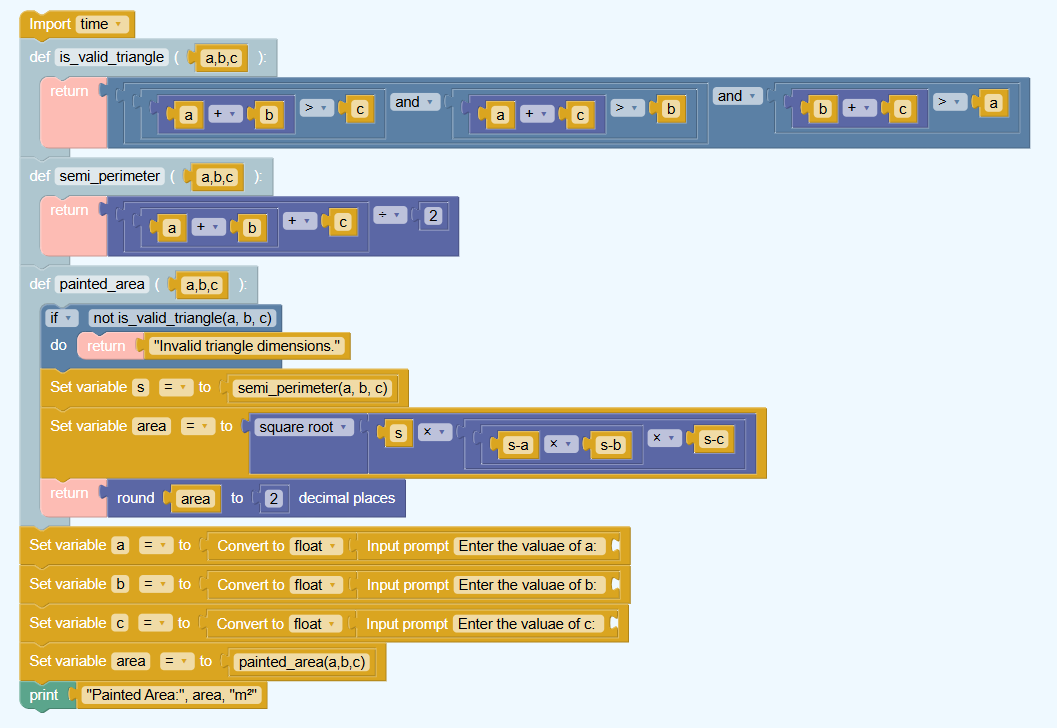 Import time
def is_valid_triangle ( a,b,c ):
return a + b > c and a + c > b and b + c > a
def semi_perimeter ( a,b,c ):
return a + b + c ÷ 2
def painted_area ( a,b,c ):
if not is_valid_triangle(a, b, c)
do return "Invalid triangle dimensions."
Set variable s = to semi_perimeter(a, b, c)
Set variable area = to square root s × s-a × s-b × s-c
return round area to 2 decimal places
Set variable a = to Convert to float Input prompt Enter the valuae of a:
Set variable b = to Convert to float Input prompt Enter the valuae of b:
Set variable c = to Convert to float Input prompt Enter the valuae of c:
Set variable area = to painted_area(a,b,c)
print "Painted Area:", area, "m²"